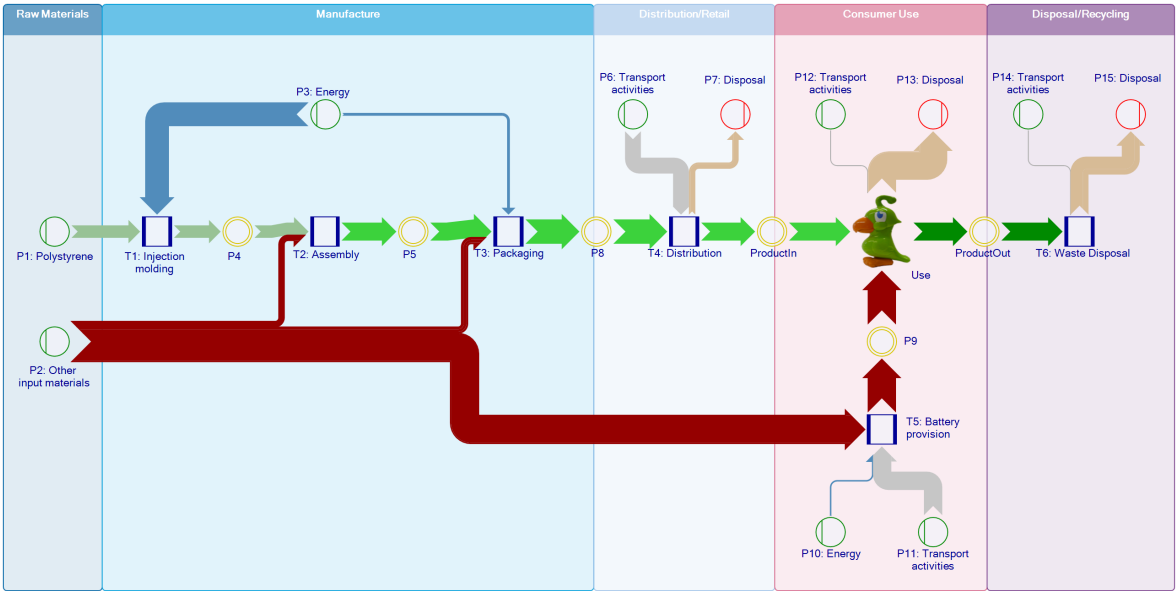 Raw Materials
Manufacture
Distribution/Retail
Consumer Use
Disposal/Recycling
P3: Energy
P6: Transport
activities
P7: Disposal
P12: Transport
activities
P13: Disposal
P14: Transport
activities
P15: Disposal
P1: Polystyrene
T1: Injection
molding
P4
T2: Assembly
P5
T3: Packaging
P8
T4: Distribution
ProductIn
Use
ProductOut
T6: Waste Disposal
P2: Other
input materials
P9
T5: Battery
provision
P10: Energy
P11: Transport
activities